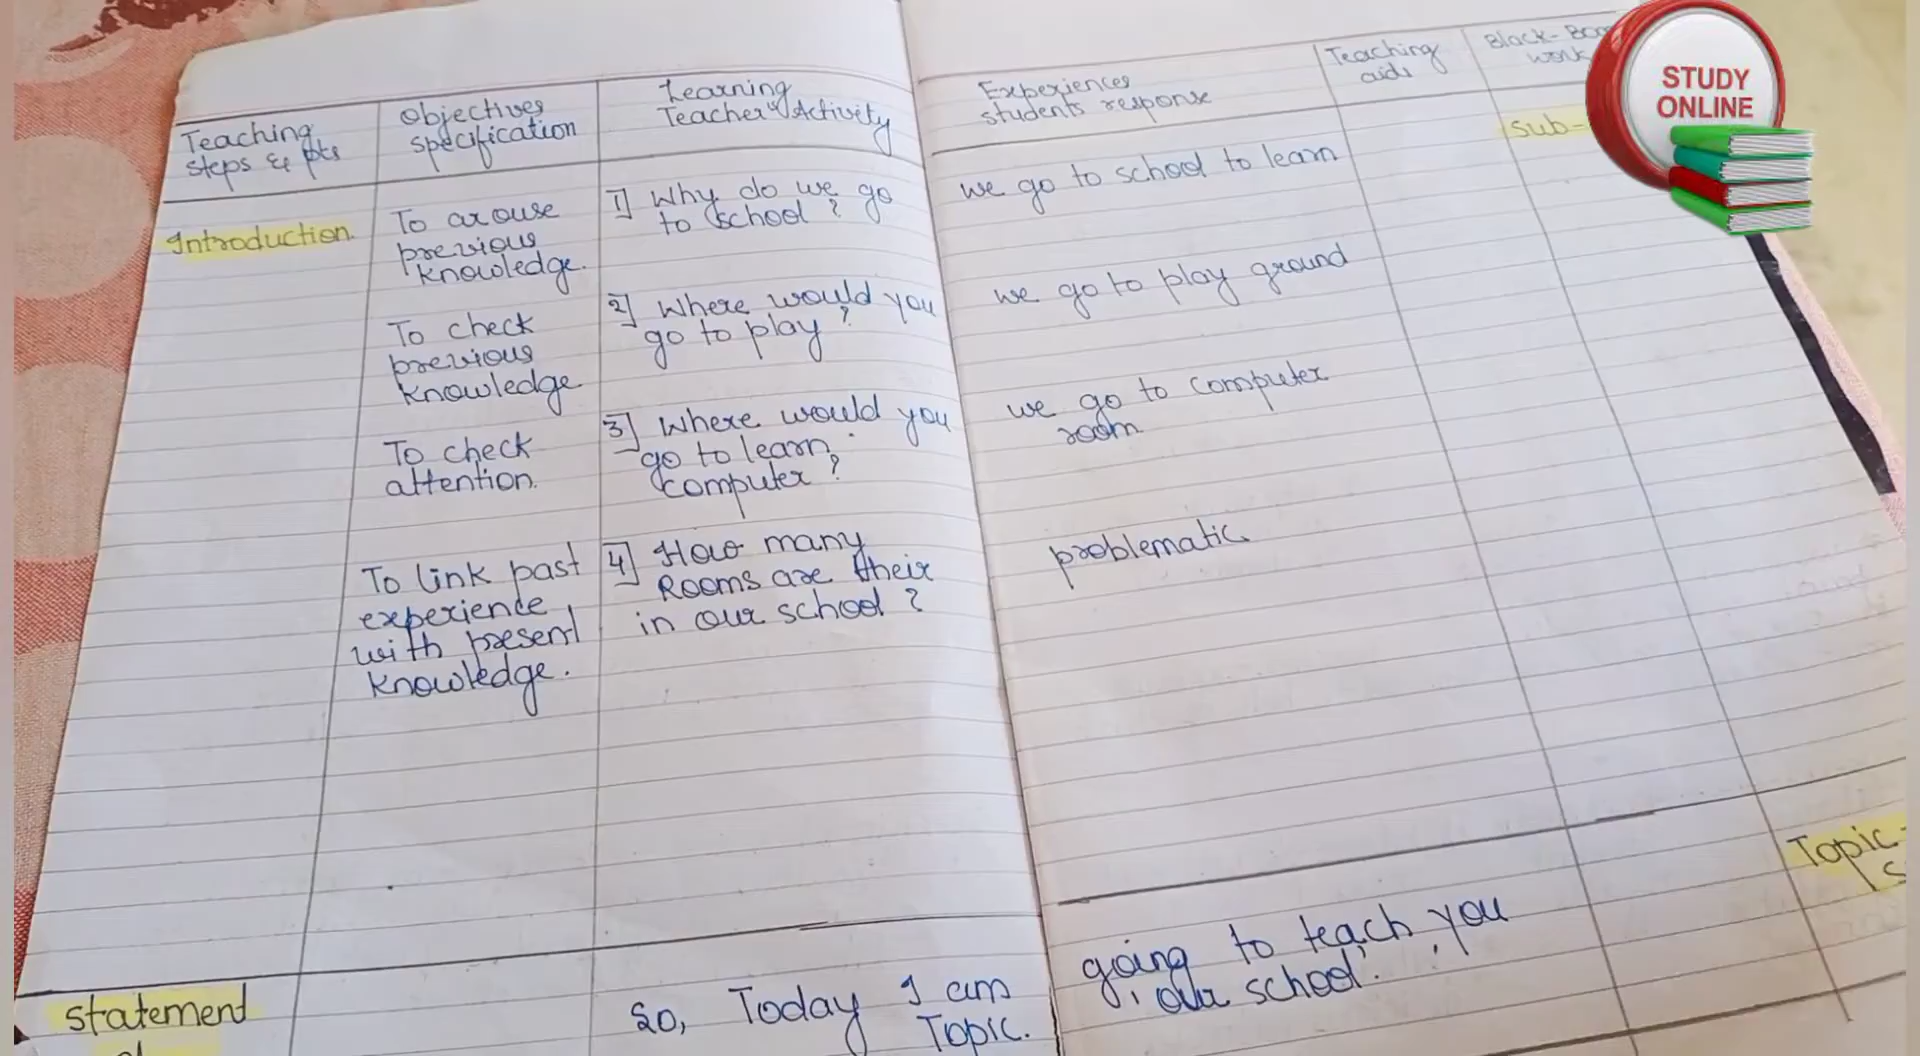 Teaching
steps & pts
Objectives
specification
Learning
Teacher's Activity
Experiences
students response
Teaching
aids
Black-
work
STUDY
ONLINE
Introduction.
To arouse
previous
knowledge.
1] Why do we go
to school ?
we go to school to learn
sub-
To check
previous
knowledge
2] Where would you
go to play ?
we go to play ground
To check
attention.
3] Where would you
go to learn
computer ?
we go to computer
room
To link past
experience
with present
knowledge.
4] How many
Rooms are their
in our school ?
problematic
Topic-
statement
So, Today I am
Topic.
going to teach you
'our school'.